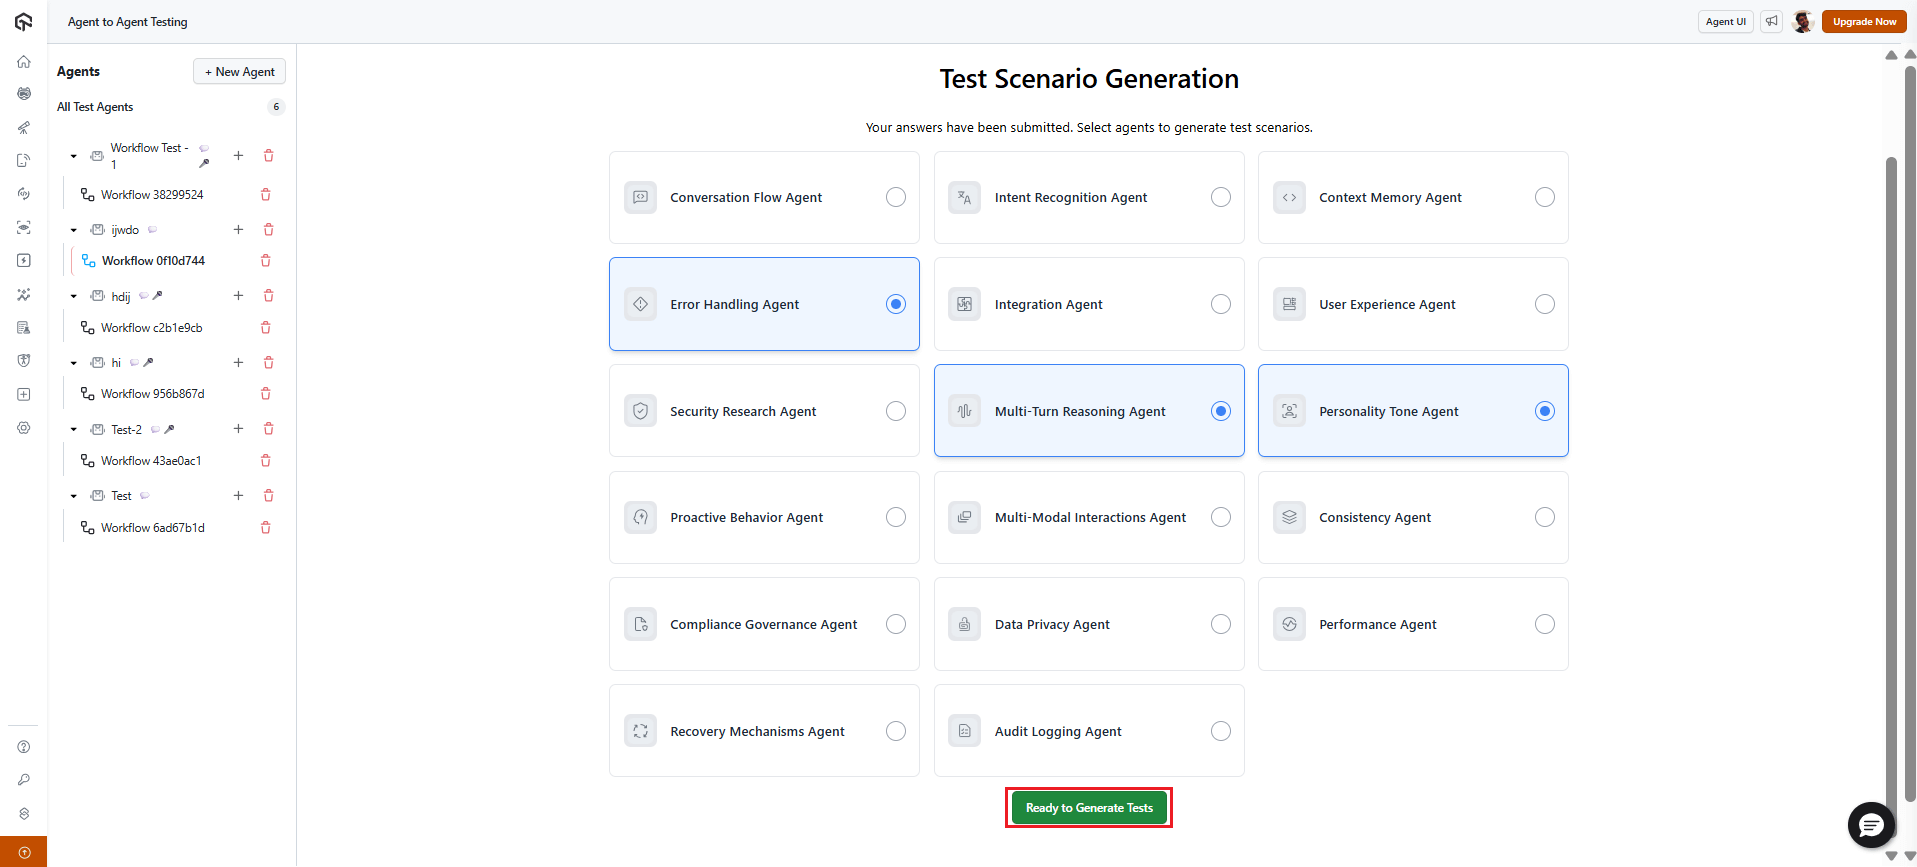 Agent to Agent Testing
Agent UI
Upgrade Now
Agents
+ New Agent
All Test Agents
6
Workflow Test -
1
Workflow 38299524
ijwdo
Workflow 0f10d744
hdij
Workflow c2b1e9cb
hi
Workflow 956b867d
Test-2
Workflow 43ae0ac1
Test
Workflow 6ad67b1d
Test Scenario Generation
Your answers have been submitted. Select agents to generate test scenarios.
Conversation Flow Agent
Intent Recognition Agent
Context Memory Agent
Error Handling Agent
Integration Agent
User Experience Agent
Security Research Agent
Multi-Turn Reasoning Agent
Personality Tone Agent
Proactive Behavior Agent
Multi-Modal Interactions Agent
Consistency Agent
Compliance Governance Agent
Data Privacy Agent
Performance Agent
Recovery Mechanisms Agent
Audit Logging Agent
Ready to Generate Tests